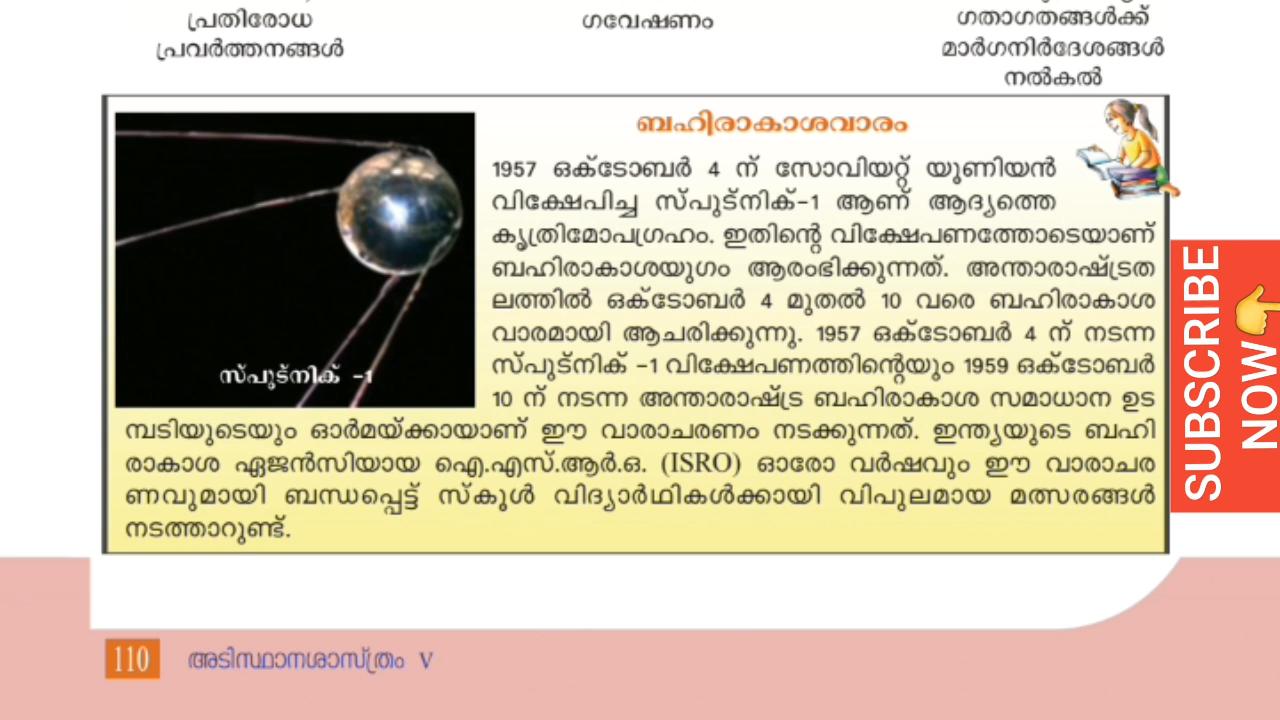 പ്രതിരോധ
പ്രവർത്തനങ്ങൾ
ഗവേഷണം
ഗതാഗതങ്ങൾക്ക്
മാർഗനിർദേശങ്ങൾ
നൽകൽ
ബഹിരാകാശവാരം
1957 ഒക്ടോബർ 4 ന് സോവിയറ്റ് യൂണിയൻ
വിക്ഷേപിച്ച സ്പുട്നിക്-1 ആണ് ആദ്യത്തെ
കൃത്രിമോപഗ്രഹം. ഇതിന്റെ വിക്ഷേപണത്തോടെയാണ്
ബഹിരാകാശയുഗം ആരംഭിക്കുന്നത്. അന്താരാഷ്ട്രത
ലത്തിൽ ഒക്ടോബർ 4 മുതൽ 10 വരെ ബഹിരാകാശ
വാരമായി ആചരിക്കുന്നു. 1957 ഒക്ടോബർ 4 ന് നടന്ന
സ്പുട്നിക് -1 വിക്ഷേപണത്തിന്റെയും 1959 ഒക്ടോബർ
10 ന് നടന്ന അന്താരാഷ്ട്ര ബഹിരാകാശ സമാധാന ഉട
മ്പടിയുടെയും ഓർമയ്ക്കായാണ് ഈ വാരാചരണം നടക്കുന്നത്. ഇന്ത്യയുടെ ബഹി
രാകാശ ഏജൻസിയായ ഐ.എസ്.ആർ.ഒ. (ISRO) ഓരോ വർഷവും ഈ വാരാചര
ണവുമായി ബന്ധപ്പെട്ട് സ്കൂൾ വിദ്യാർഥികൾക്കായി വിപുലമായ മത്സരങ്ങൾ
നടത്താറുണ്ട്.
സ്പുട്നിക് -1
SUBSCRIBE
NOW
110 അടിസ്ഥാനശാസ്ത്രം V